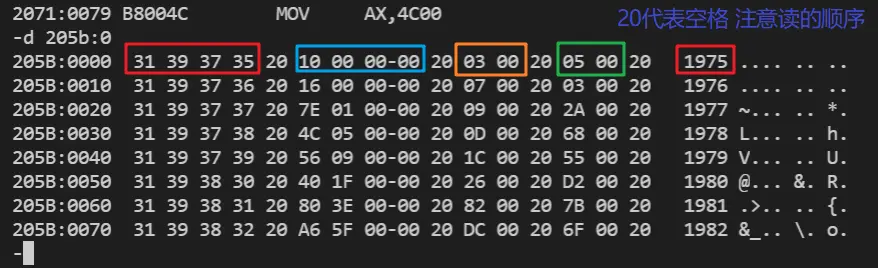 2071:0079 B8004C        MOV     AX,4C00
20代表空格 注意读的顺序
-d 205b:0
205B:0000  31 39 37 35 20 10 00 00-00 20 03 00 20 05 00 20   1975 .... .. ..
205B:0010  31 39 37 36 20 16 00 00-00 20 07 00 20 03 00 20   1976 .... .. ..
205B:0020  31 39 37 37 20 7E 01 00-00 20 09 00 20 2A 00 20   1977 ~... .. *.
205B:0030  31 39 37 38 20 4C 05 00-00 20 0D 00 20 68 00 20   1978 L... .. h.
205B:0040  31 39 37 39 20 56 09 00-00 20 1C 00 20 55 00 20   1979 V... .. U.
205B:0050  31 39 38 30 20 40 1F 00-00 20 26 00 20 D2 00 20   1980 @... &. R.
205B:0060  31 39 38 31 20 80 3E 00-00 20 82 00 20 7B 00 20   1981 .>.. .. {.
205B:0070  31 39 38 32 20 A6 5F 00-00 20 DC 00 20 6F 00 20   1982 &_.. \. o.
-